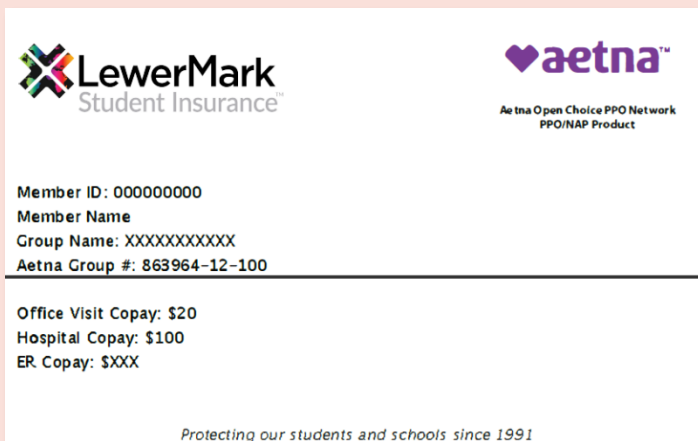 LewerMark
Student Insurance™
aetna™
Aetna Open Choice PPO Network
PPO/NAP Product
Member ID: 000000000
Member Name
Group Name: XXXXXXXXXXX
Aetna Group #: 863964-12-100
Office Visit Copay: $20
Hospital Copay: $100
ER Copay: $XXX
Protecting our students and schools since 1991